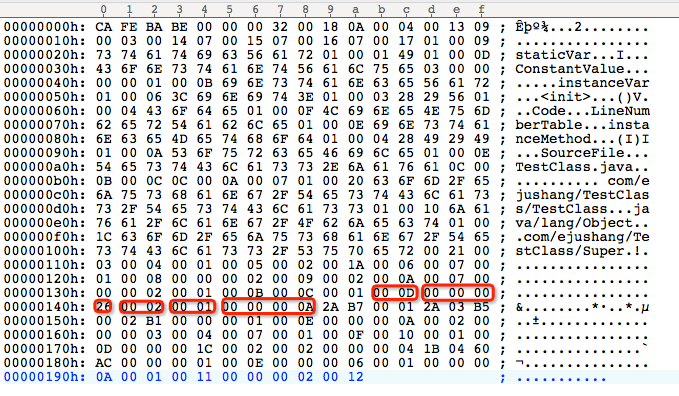 0 1 2 3 4 5 6 7 8 9 a b c d e f
00000000h: CA FE BA BE 00 00 00 32 00 18 0A 00 04 00 13 09 ; Êþº¾...2........
00000010h: 00 03 00 14 07 00 15 07 00 16 07 00 17 01 00 09 ; ................
00000020h: 73 74 61 74 69 63 56 61 72 01 00 01 49 01 00 0D ; staticVar...I...
00000030h: 43 6F 6E 73 74 61 6E 74 56 61 6C 75 65 03 00 00 ; ConstantValue...
00000040h: 00 00 01 00 0B 69 6E 73 74 61 6E 63 65 56 61 72 ; .....instanceVar
00000050h: 01 00 06 3C 69 6E 69 74 3E 01 00 03 28 29 56 01 ; ...<init>...()V.
00000060h: 00 04 43 6F 64 65 01 00 0F 4C 69 6E 65 4E 75 6D ; ..Code...LineNum
00000070h: 62 65 72 54 61 62 6C 65 01 00 0E 69 6E 73 74 61 ; berTable...insta
00000080h: 6E 63 65 4D 65 74 68 6F 64 01 00 04 28 49 29 49 ; nceMethod...(I)I
00000090h: 01 00 0A 53 6F 75 72 63 65 46 69 6C 65 01 00 0E ; ...SourceFile...
000000a0h: 54 65 73 74 43 6C 61 73 73 2E 6A 61 76 61 0C 00 ; TestClass.java..
000000b0h: 0B 00 0C 0C 00 0A 00 07 01 00 20 63 6F 6D 2F 65 ; .......... com/e
000000c0h: 6A 75 73 68 61 6E 67 2F 54 65 73 74 43 6C 61 73 ; jushang/TestClas
000000d0h: 73 2F 54 65 73 74 43 6C 61 73 73 01 00 10 6A 61 ; s/TestClass...ja
000000e0h: 76 61 2F 6C 61 6E 67 2F 4F 62 6A 65 63 74 01 00 ; va/lang/Object..
000000f0h: 1C 63 6F 6D 2F 65 6A 75 73 68 61 6E 67 2F 54 65 ; .com/ejushang/Te
00000100h: 73 74 43 6C 61 73 73 2F 53 75 70 65 72 00 21 00 ; stClass/Super.!.
00000110h: 03 00 04 00 01 00 05 00 02 00 1A 00 06 00 07 00 ; ................
00000120h: 01 00 08 00 00 00 02 00 09 00 02 00 0A 00 07 00 ; ................
00000130h: 00 00 02 00 01 00 0B 00 0C 00 01 00 0D 00 00 00 ; ................
00000140h: 26 00 02 00 01 00 00 00 0A 2A B7 00 01 2A 03 B5 ; &........*·..*.µ
00000150h: 00 02 B1 00 00 00 01 00 0E 00 00 00 0A 00 02 00 ; ..±.............
00000160h: 00 00 03 00 04 00 07 00 01 00 0F 00 10 00 01 00 ; ................
00000170h: 0D 00 00 00 1C 00 02 00 02 00 00 00 04 1B 04 60 ; ...............`
00000180h: AC 00 00 00 01 00 0E 00 00 00 06 00 01 00 00 00 ; ¬...............
00000190h: 0A 00 01 00 11 00 00 00 02 00 12 ; ...........